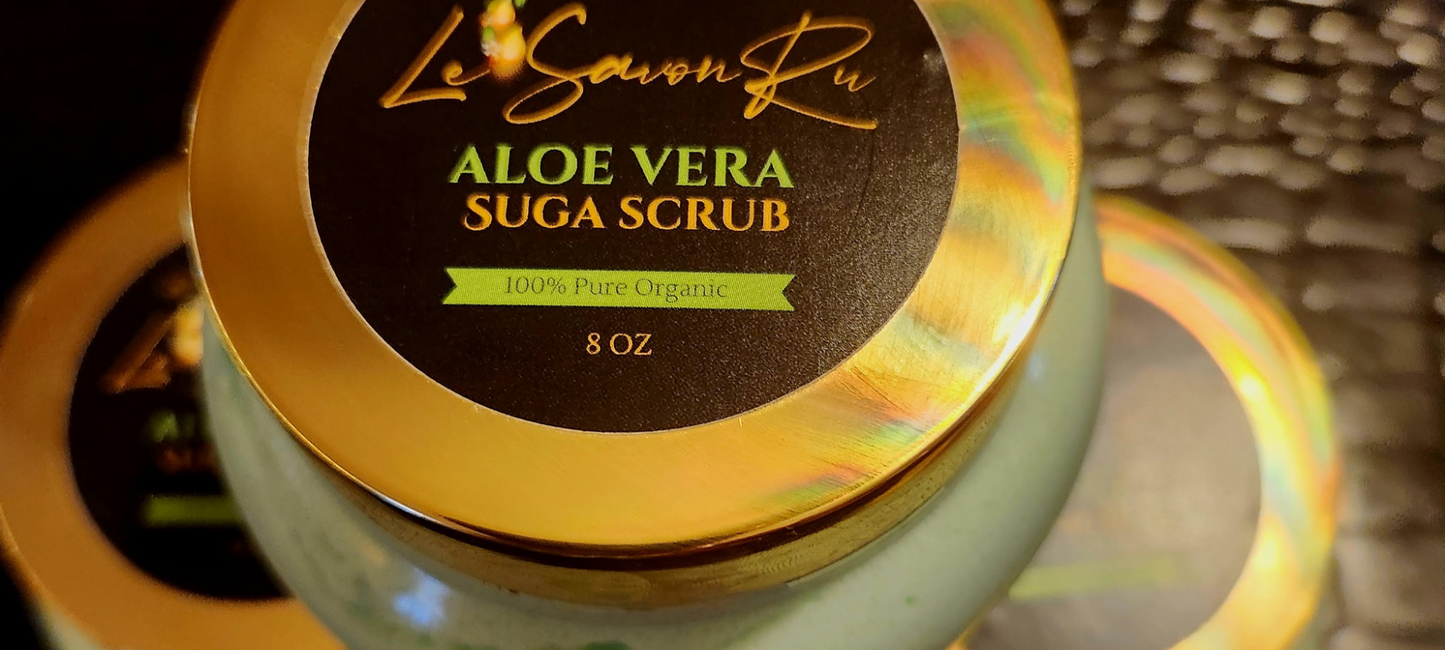 Le Savon Ru
ALOE VERA
SUGA SCRUB
100% Pure Organic
8 OZ